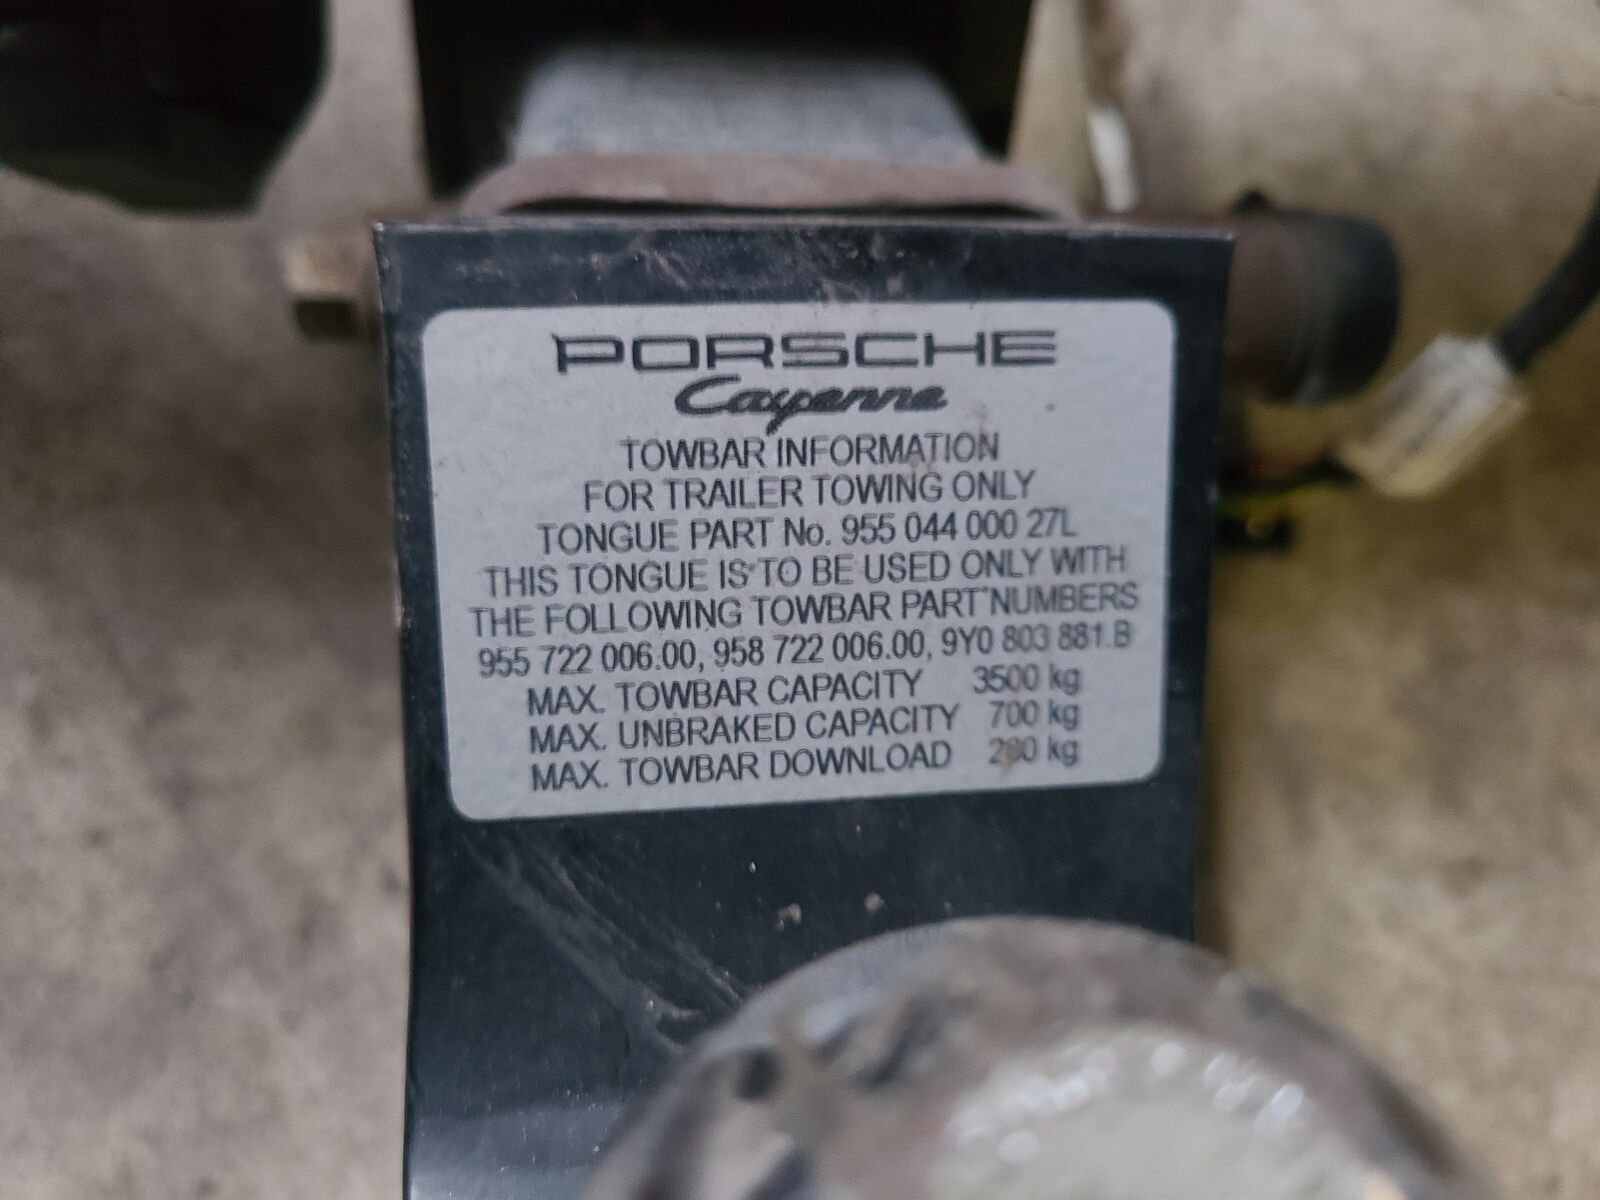 PORSCHE
Cayenne
TOWBAR INFORMATION
FOR TRAILER TOWING ONLY
TONGUE PART No. 955 044 000 27L
THIS TONGUE IS TO BE USED ONLY WITH
THE FOLLOWING TOWBAR PART NUMBERS
955 722 006.00, 958 722 006.00, 9Y0 803 881.B
MAX. TOWBAR CAPACITY 3500 kg
MAX. UNBRAKED CAPACITY 700 kg
MAX. TOWBAR DOWNLOAD 280 kg